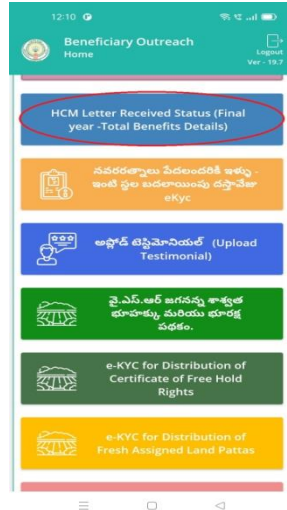 12:10
Beneficiary Outreach
Home
Logout
Ver - 19.7
HCM Letter Received Status (Final
year -Total Benefits Details)
నవరరత్నాలు పేదలందరికీ ఇళ్ళు -
ఇంటి స్థల బదలాయింపు దస్తావేజు
eKyc
అప్లోడ్ టెస్టిమోనియల్ (Upload
Testimonial)
వై.ఎస్.ఆర్ జగనన్న శాశ్వత
భూహక్కు మరియు భూరక్ష
పథకం.
e-KYC for Distribution of
Certificate of Free Hold
Rights
e-KYC for Distribution of
Fresh Assigned Land Pattas